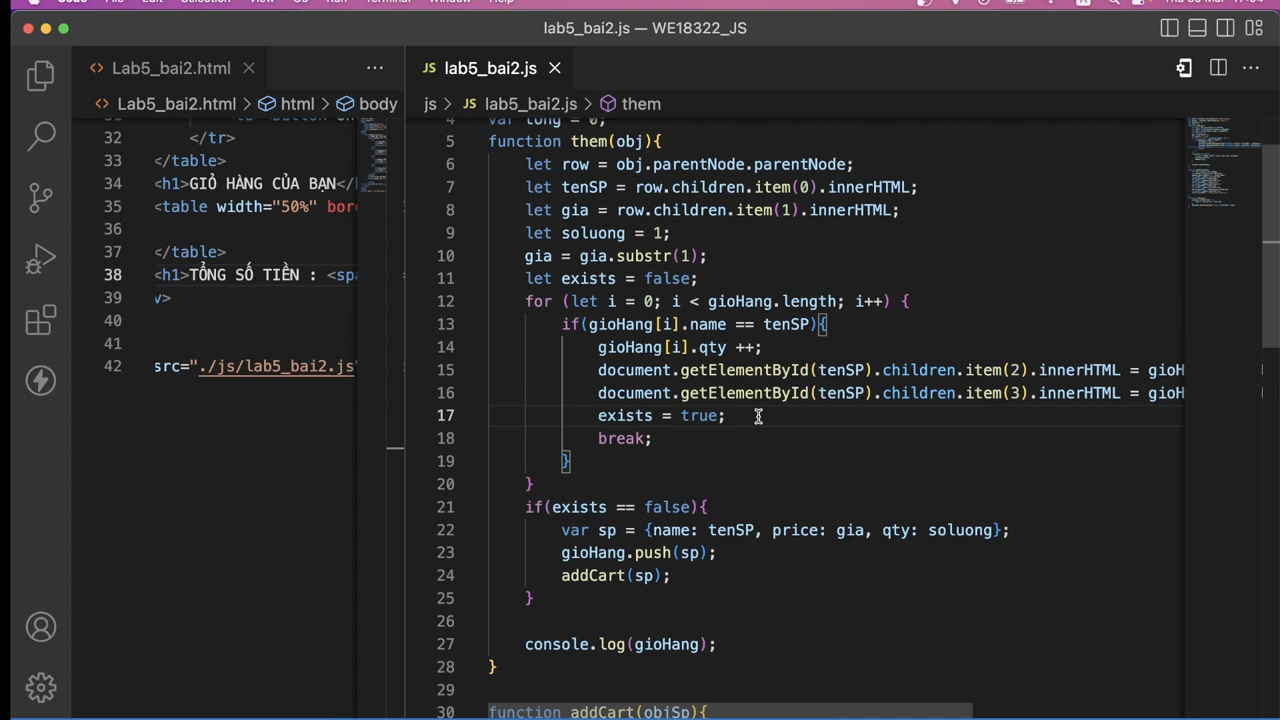 lab5_bai2.js — WE18322_JS
Lab5_bai2.html
Lab5_bai2.html > html > body
32 </tr>
33 </table>
34 <h1>GIỎ HÀNG CỦA BẠN</
35 <table width="50%" bor
36
37 </table>
38 <h1>TỔNG SỐ TIỀN : <spa
39 v>
40
41
42 src="./js/lab5_bai2.js"
JS lab5_bai2.js
js > JS lab5_bai2.js > them
4 var tong = 0;
5 function them(obj){
6 let row = obj.parentNode.parentNode;
7 let tenSP = row.children.item(0).innerHTML;
8 let gia = row.children.item(1).innerHTML;
9 let soluong = 1;
10 gia = gia.substr(1);
11 let exists = false;
12 for (let i = 0; i < gioHang.length; i++) {
13 if(gioHang[i].name == tenSP){
14 gioHang[i].qty ++;
15 document.getElementById(tenSP).children.item(2).innerHTML = gioH
16 document.getElementById(tenSP).children.item(3).innerHTML = gioH
17 exists = true;
18 break;
19 }
20 }
21 if(exists == false){
22 var sp = {name: tenSP, price: gia, qty: soluong};
23 gioHang.push(sp);
24 addCart(sp);
25 }
26
27 console.log(gioHang);
28 }
29
30 function addCart(objSp){